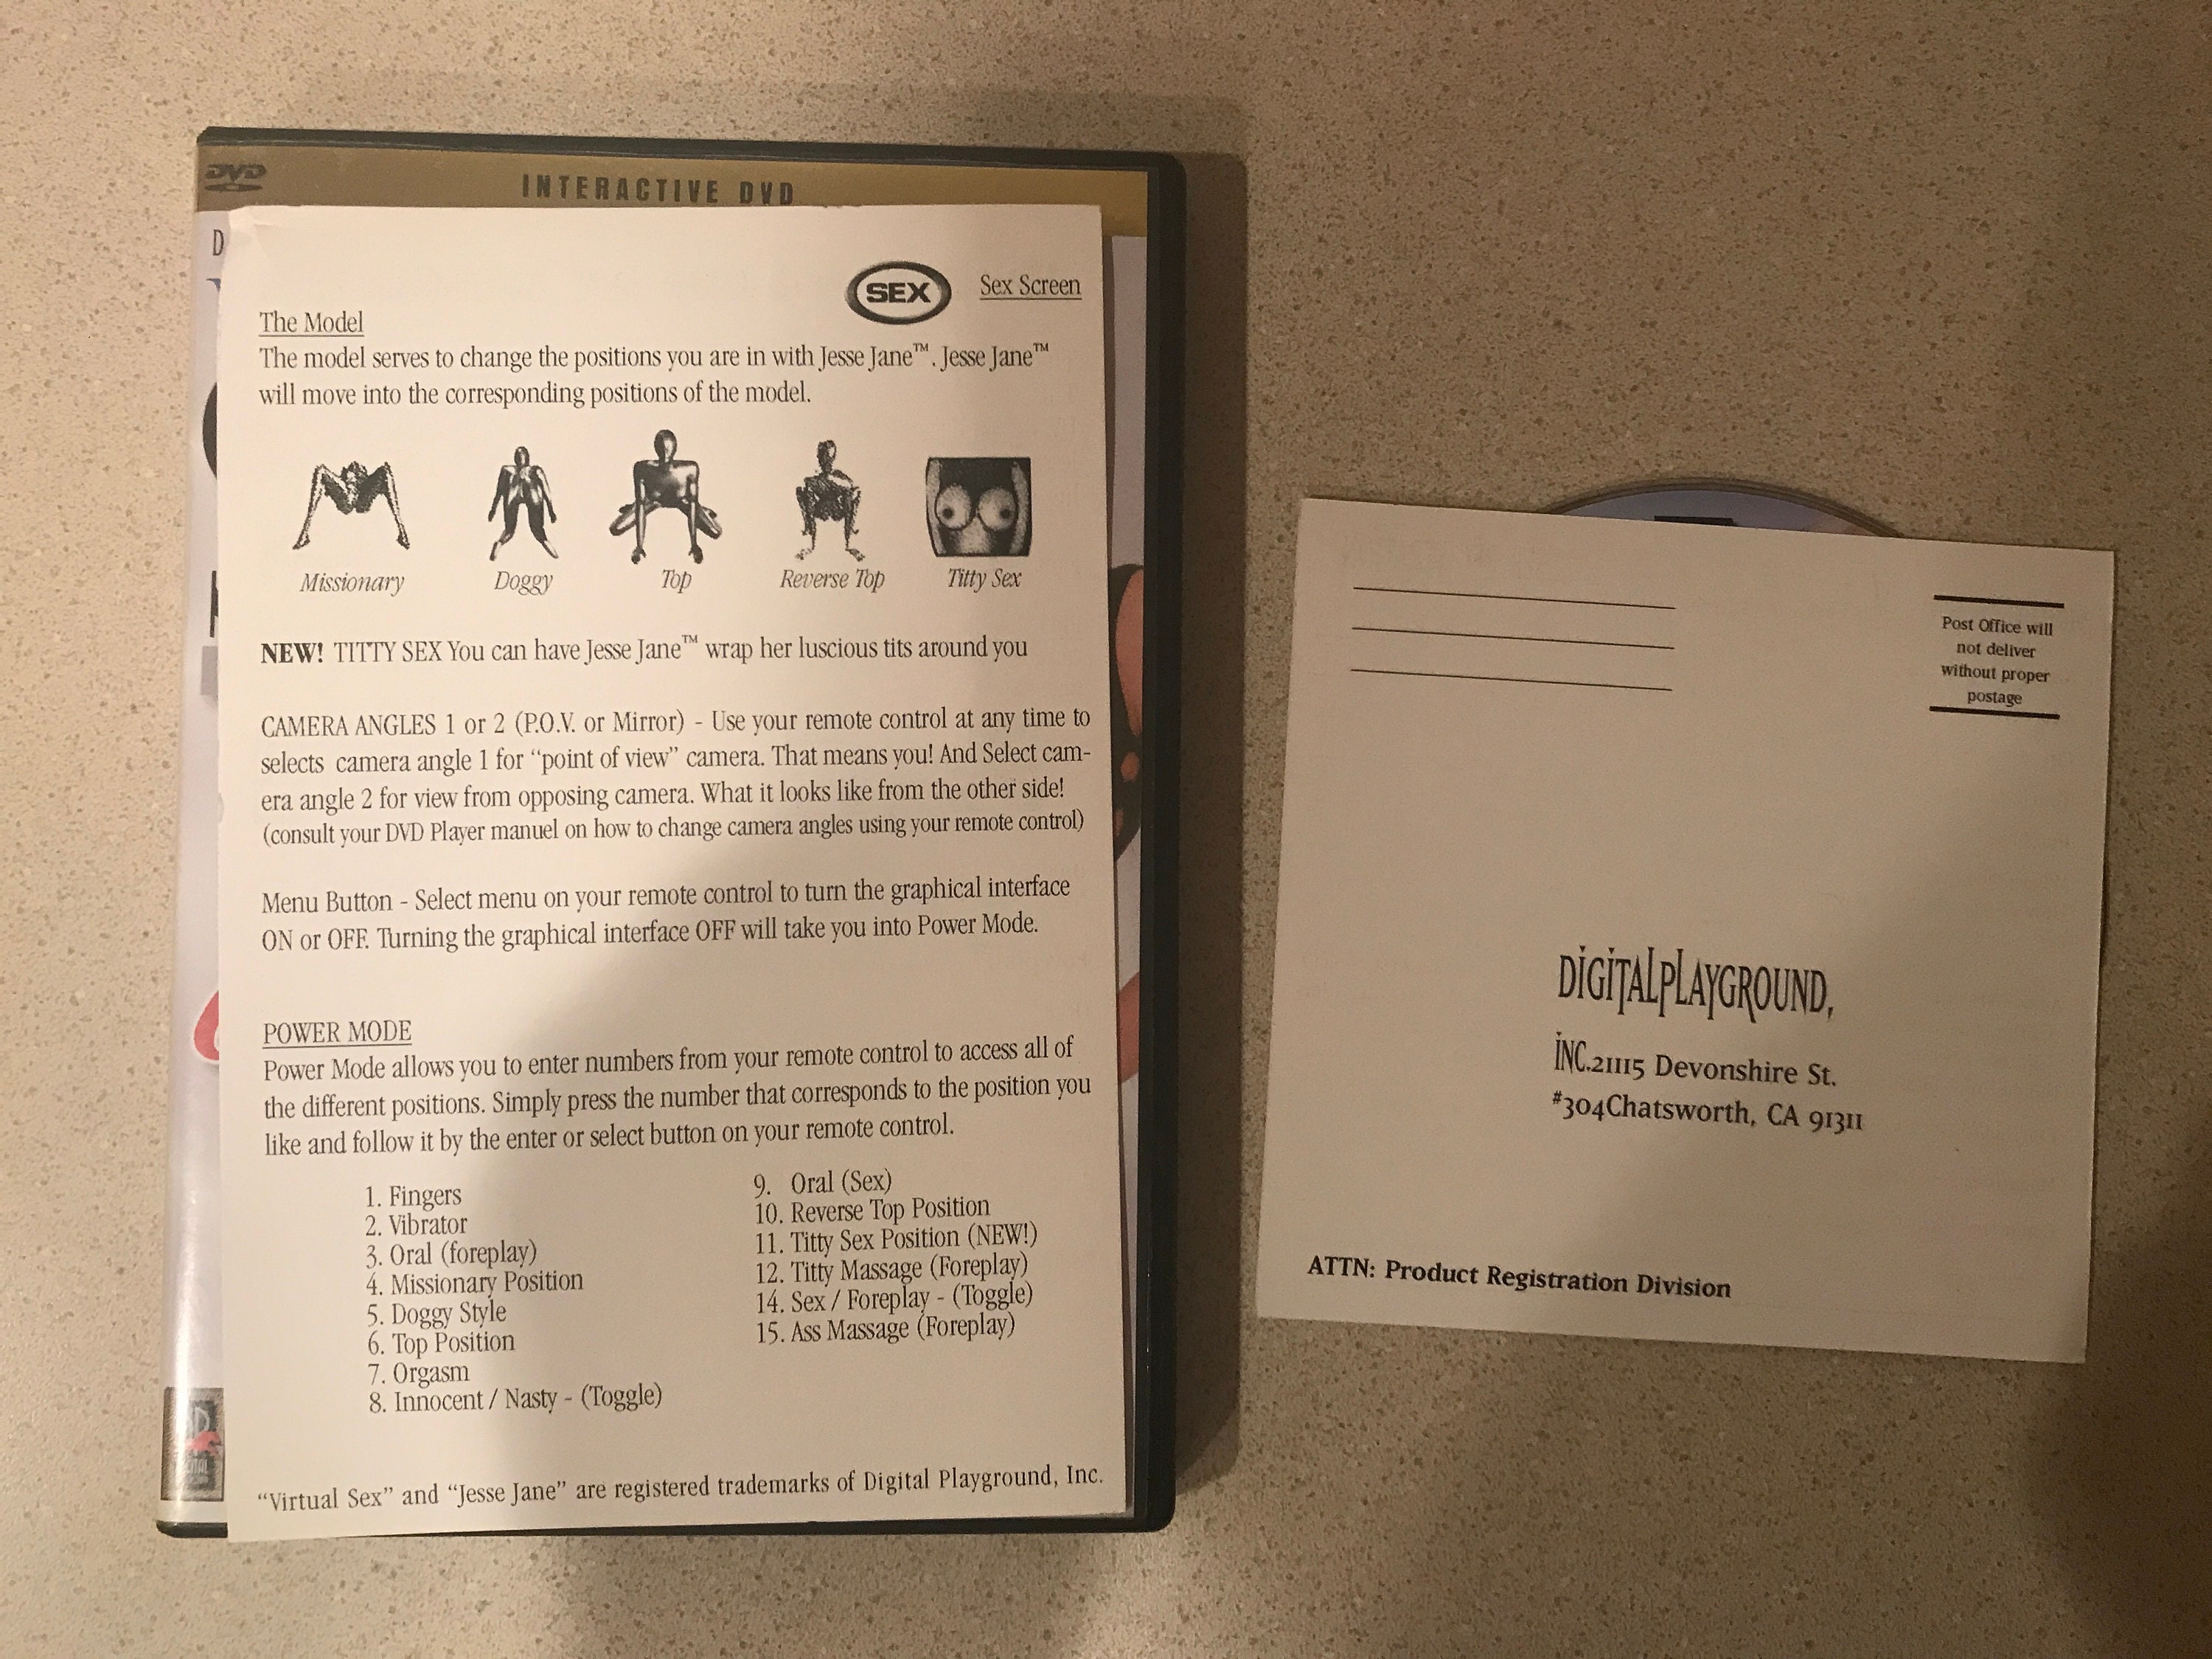 DVD
INTERACTIVE DVD
D
SEX
Sex Screen
The Model
The model serves to change the positions you are in with Jesse Jane™. Jesse Jane™
will move into the corresponding positions of the model.
Missionary
Doggy
Top
Reverse Top
Titty Sex
NEW! TITTY SEX You can have Jesse Jane™ wrap her luscious tits around you
CAMERA ANGLES 1 or 2 (P.O.V. or Mirror) - Use your remote control at any time to
selects camera angle 1 for “point of view” camera. That means you! And Select cam-
era angle 2 for view from opposing camera. What it looks like from the other side!
(consult your DVD Player manuel on how to change camera angles using your remote control)
Menu Button - Select menu on your remote control to turn the graphical interface
ON or OFF. Turning the graphical interface OFF will take you into Power Mode.
POWER MODE
Power Mode allows you to enter numbers from your remote control to access all of
the different positions. Simply press the number that corresponds to the position you
like and follow it by the enter or select button on your remote control.
1. Fingers
2. Vibrator
3. Oral (foreplay)
4. Missionary Position
5. Doggy Style
6. Top Position
7. Orgasm
8. Innocent / Nasty - (Toggle)
9. Oral (Sex)
10. Reverse Top Position
11. Titty Sex Position (NEW!)
12. Titty Massage (Foreplay)
14. Sex / Foreplay - (Toggle)
15. Ass Massage (Foreplay)
“Virtual Sex” and “Jesse Jane” are registered trademarks of Digital Playground, Inc.
Post Office will
not deliver
without proper
postage
DIGITALPLAYGROUND,
INC.21115 Devonshire St.
#304Chatsworth, CA 91311
ATTN: Product Registration Division